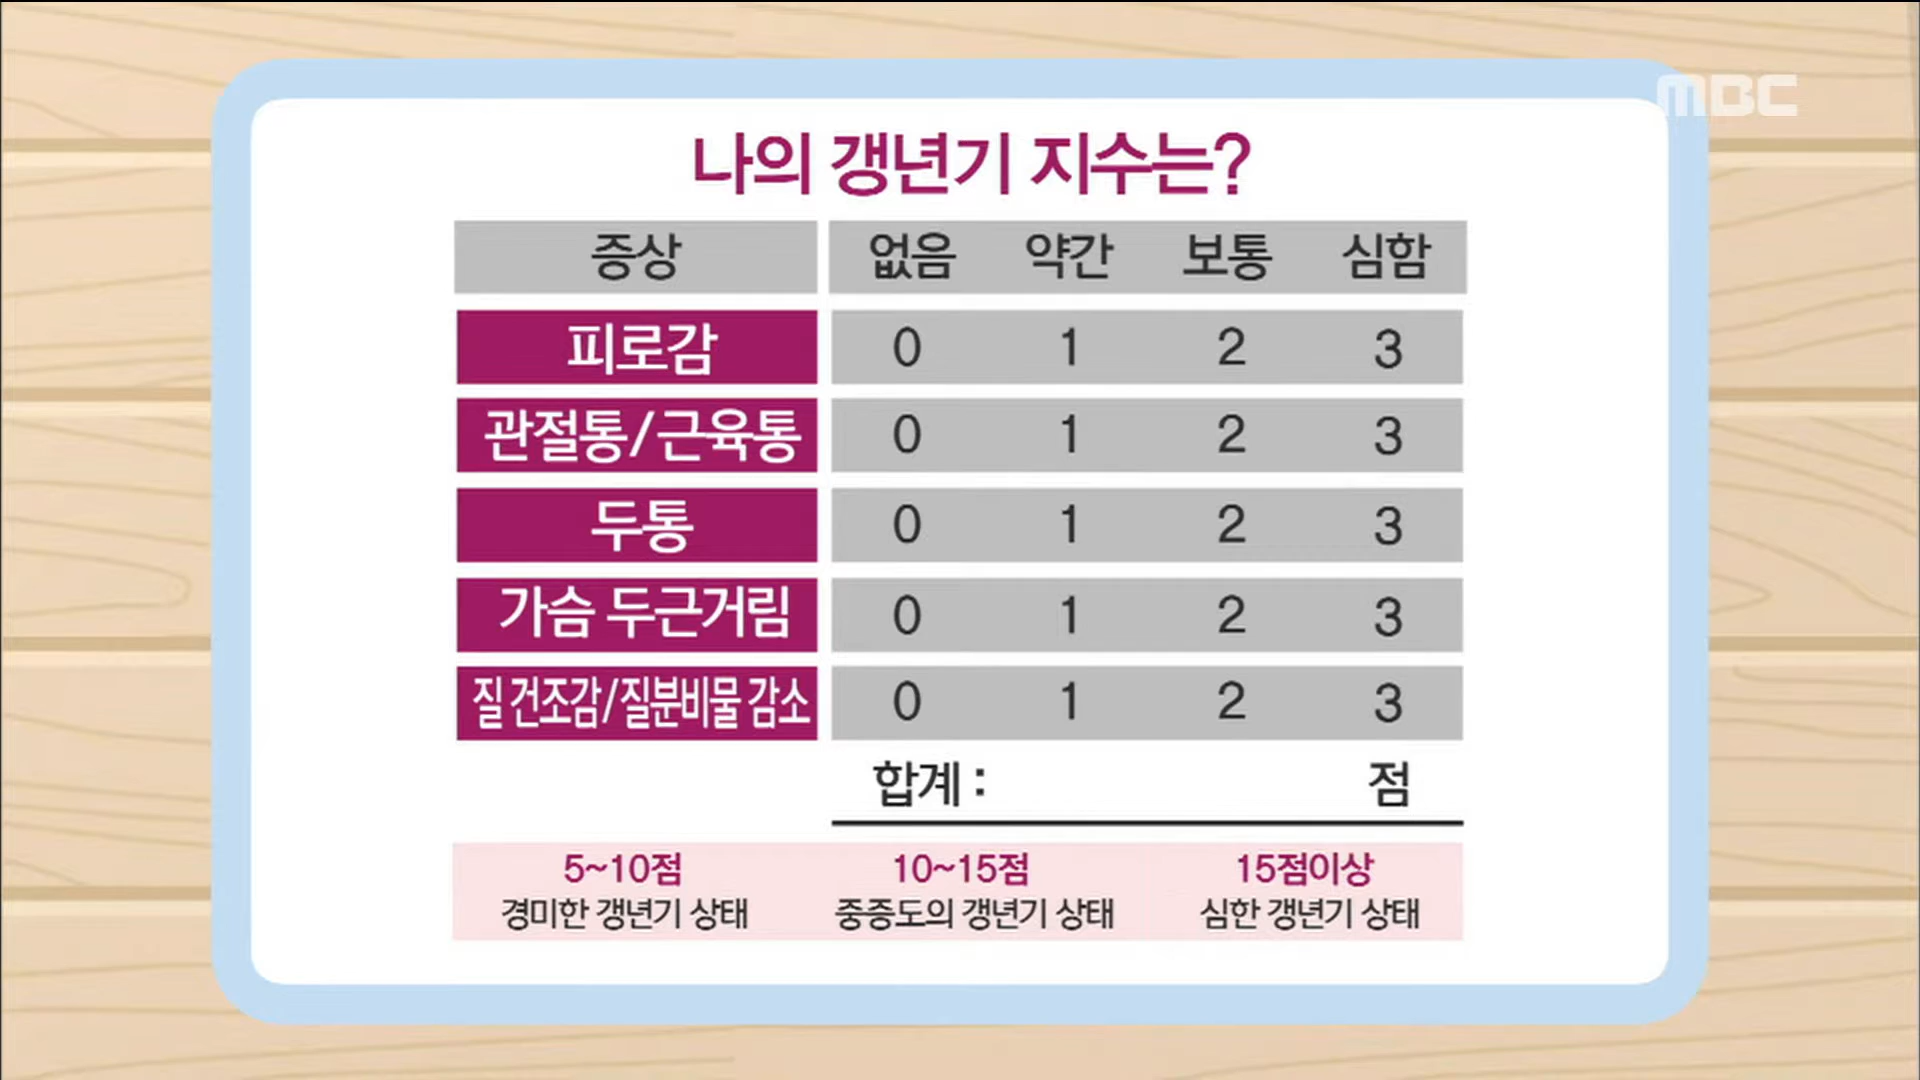 MBC
나의 갱년기 지수는?
증상 없음 약간 보통 심함
피로감 0 1 2 3
관절통/근육통 0 1 2 3
두통 0 1 2 3
가슴 두근거림 0 1 2 3
질 건조감/질분비물 감소 0 1 2 3
합계 : 점
5~10점 10~15점 15점이상
경미한 갱년기 상태 중증도의 갱년기 상태 심한 갱년기 상태